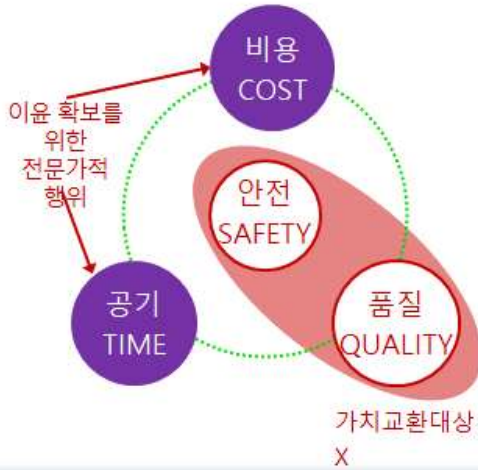 비용
COST
이윤 확보를
위한
전문가적
행위
안전
SAFETY
공기
TIME
품질
QUALITY
가치교환대상
X